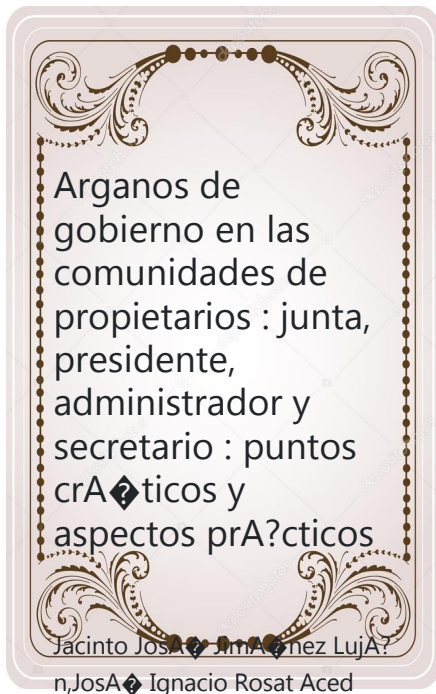 Arganos de
gobierno en las
comunidades de
propietarios : junta,
presidente,
administrador y
secretario : puntos
crA�ticos y
aspectos prA?cticos
Jacinto JosA� JimA�nez LujA?
n,JosA� Ignacio Rosat Aced